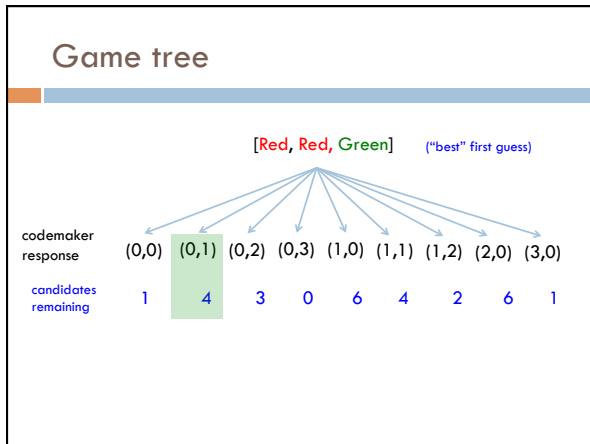 Game tree
[Red, Red, Green] ("best" first guess)
codemaker
response (0,0) (0,1) (0,2) (0,3) (1,0) (1,1) (1,2) (2,0) (3,0)
candidates
remaining 1 4 3 0 6 4 2 6 1